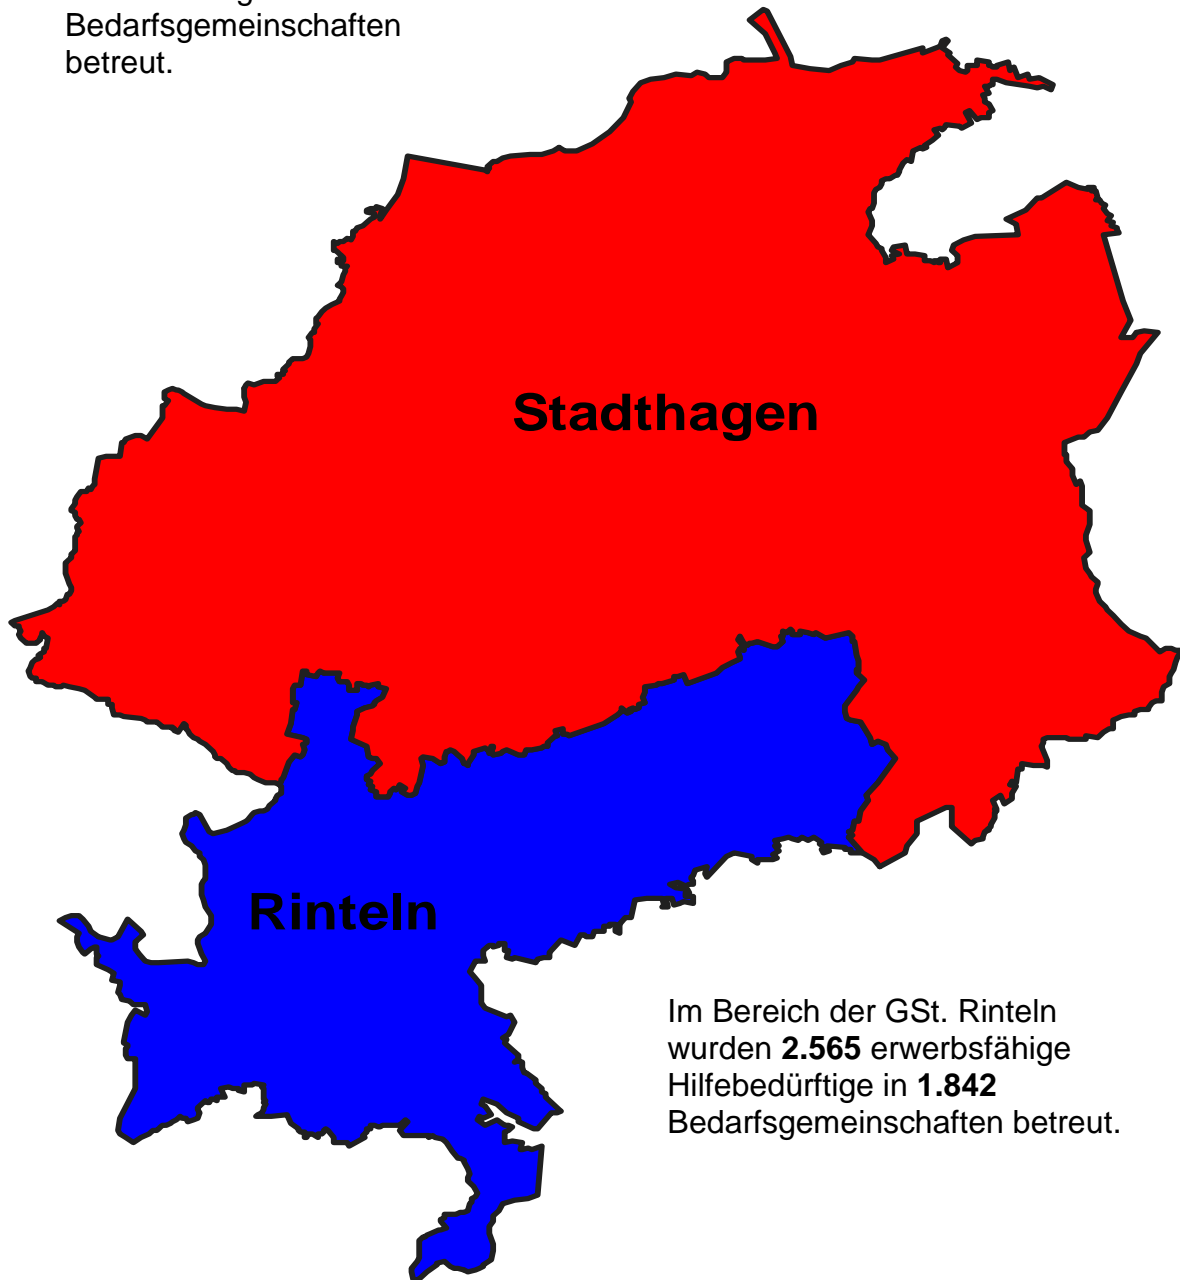 Bedarfsgemeinschaften
betreut.
Stadthagen
Rinteln
Im Bereich der GSt. Rinteln
wurden 2.565 erwerbsfähige
Hilfebedürftige in 1.842
Bedarfsgemeinschaften betreut.